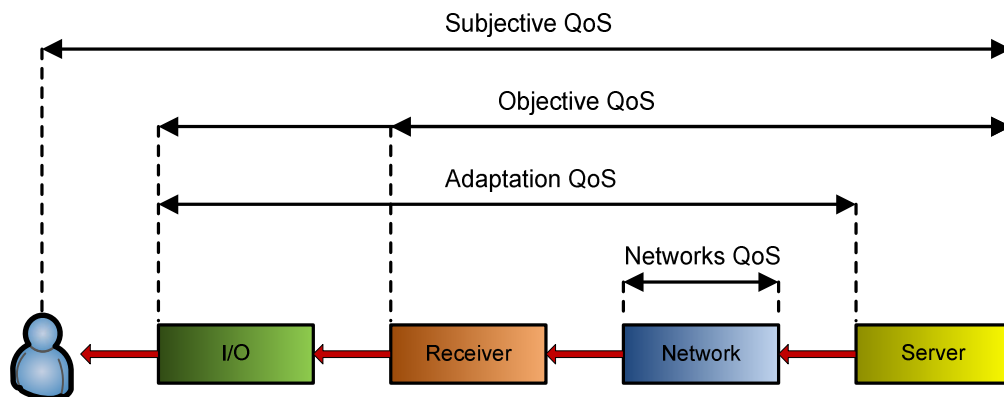 Subjective QoS
Objective QoS
Adaptation QoS
Networks QoS
I/O
Receiver
Network
Server